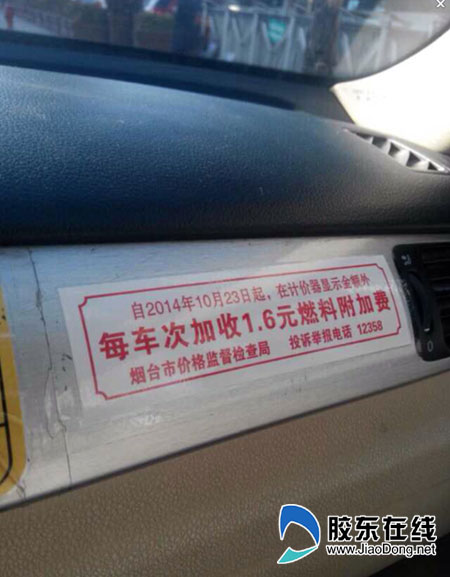 自2014年10月23日起，在计价器显示金额外
每车次加收1.6元燃料附加费
烟台市价格监督检查局 投诉举报电话 12358
胶东在线
www.JiaoDong.net